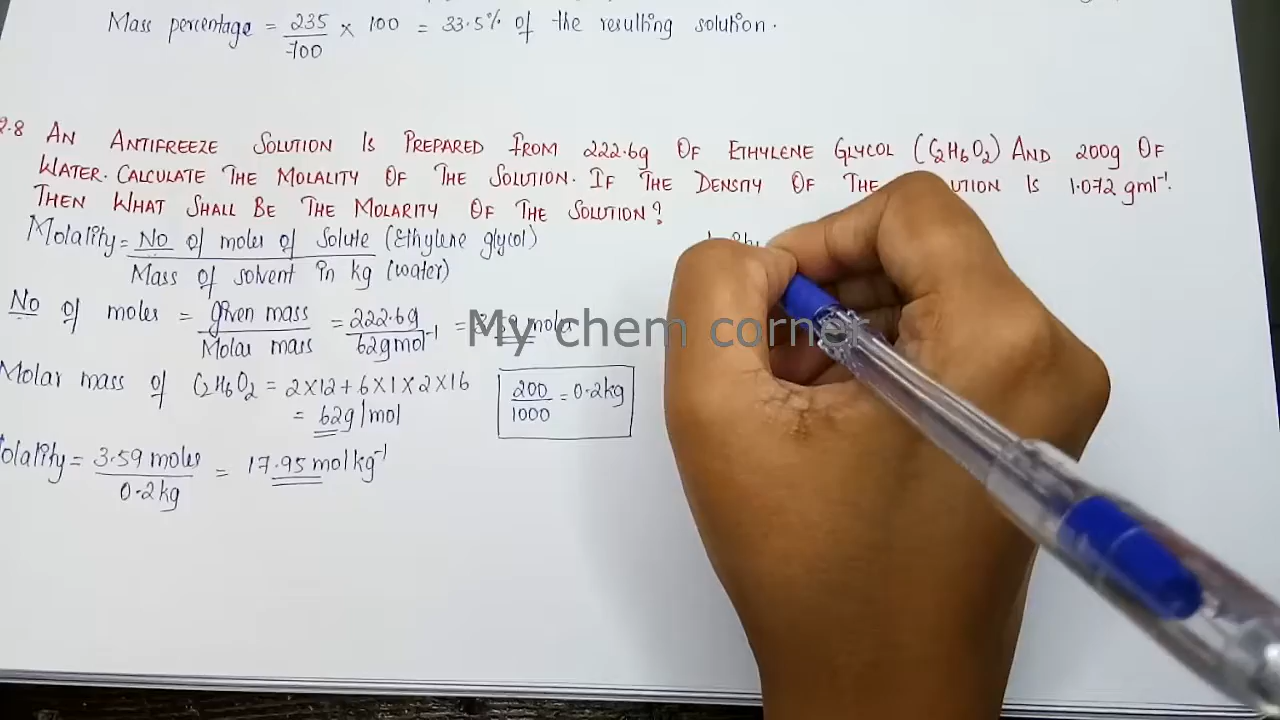 Mass percentage = 235/700 × 100 = 33.5% of the resulting solution.
2.8 AN ANTIFREEZE SOLUTION IS PREPARED FROM 222.6g OF ETHYLENE GLYCOL (C2H6O2) AND 200g OF
WATER. CALCULATE THE MOLALITY OF THE SOLUTION. IF THE DENSITY OF THE IS 1.072 gml⁻¹.
THEN WHAT SHALL BE THE MOLARITY OF THE SOLUTION?
Molality = No of moles of Solute (Ethylene glycol)
Mass of solvent in kg (water)
No of moles = given mass / Molar mass = 222.6g / 62gmol⁻¹ = 3.59 mole
My chem corner
Molar mass of C2H6O2 = 2×12+6×1×2×16
= 62g/mol
200/1000 = 0.2kg
olality = 3.59 moles / 0.2kg = 17.95 mol kg⁻¹